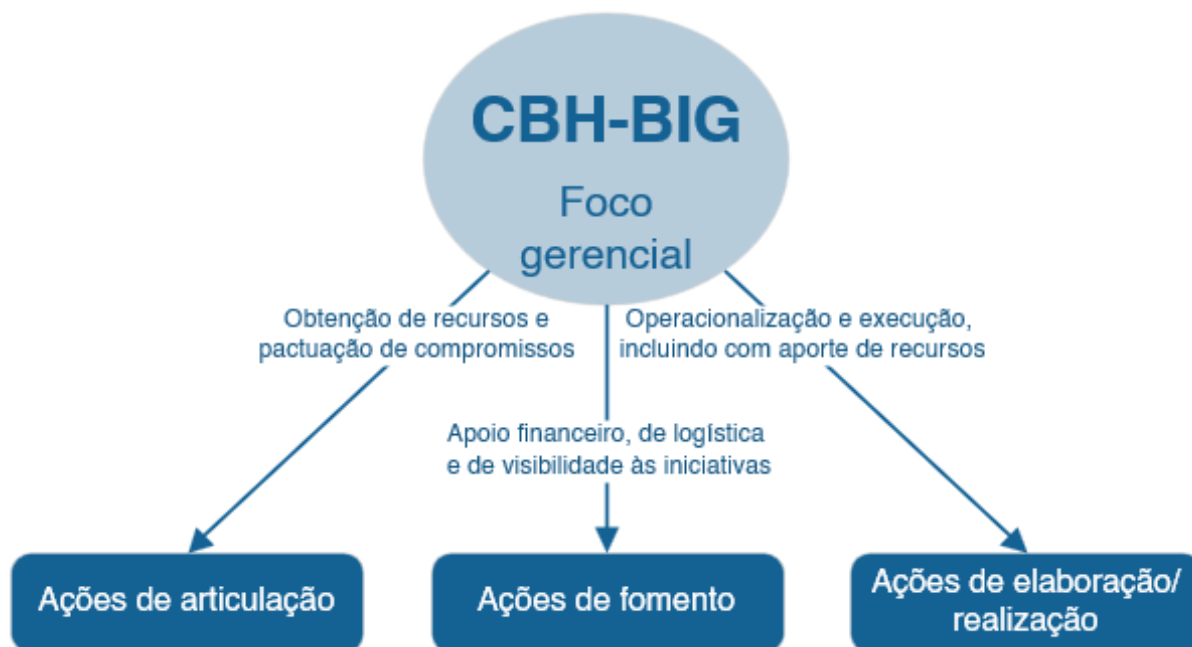 CBH-BIG
Foco
gerencial
Obtenção de recursos e
pactuação de compromissos
Operacionalização e execução,
incluindo com aporte de recursos
Apoio financeiro, de logística
e de visibilidade às iniciativas
Ações de articulação
Ações de fomento
Ações de elaboração/
realização